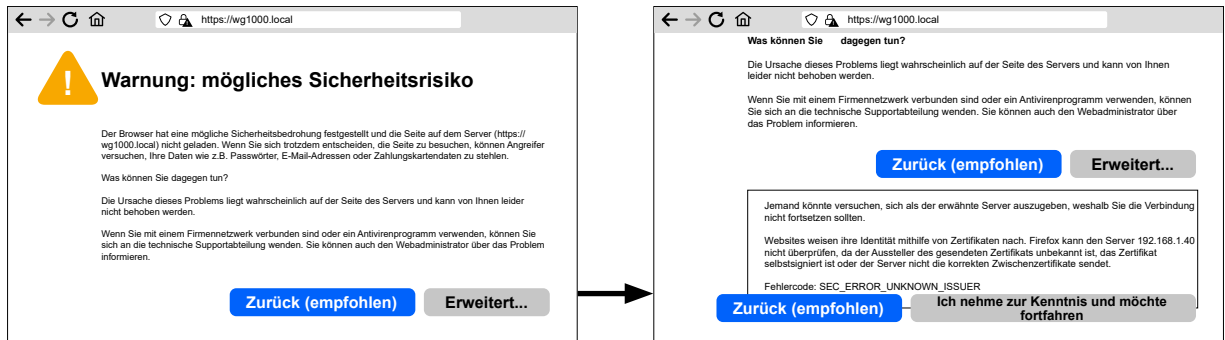 https://wg1000.local
!
Warnung: mögliches Sicherheitsrisiko
Der Browser hat eine mögliche Sicherheitsbedrohung festgestellt und die Seite auf dem Server (https://
wg1000.local) nicht geladen. Wenn Sie sich trotzdem entscheiden, die Seite zu besuchen, können Angreifer
versuchen, Ihre Daten wie z.B. Passwörter, E-Mail-Adressen oder Zahlungskartendaten zu stehlen.
Was können Sie dagegen tun?
Die Ursache dieses Problems liegt wahrscheinlich auf der Seite des Servers und kann von Ihnen leider
nicht behoben werden.
Wenn Sie mit einem Firmennetzwerk verbunden sind oder ein Antivirenprogramm verwenden, können Sie
sich an die technische Supportabteilung wenden. Sie können auch den Webadministrator über das Problem
informieren.
Zurück (empfohlen) Erweitert...
https://wg1000.local
Was können Sie dagegen tun?
Die Ursache dieses Problems liegt wahrscheinlich auf der Seite des Servers und kann von Ihnen
leider nicht behoben werden.
Wenn Sie mit einem Firmennetzwerk verbunden sind oder ein Antivirenprogramm verwenden, können
Sie sich an die technische Supportabteilung wenden. Sie können auch den Webadministrator über
das Problem informieren.
Zurück (empfohlen) Erweitert...
Jemand könnte versuchen, sich als der erwähnte Server auszugeben, weshalb Sie die Verbindung
nicht fortsetzen sollten.
Websites weisen ihre Identität mithilfe von Zertifikaten nach. Firefox kann den Server 192.168.1.40
nicht überprüfen, da der Aussteller des gesendeten Zertifikats unbekannt ist, das Zertifikat
selbstsigniert ist oder der Server nicht die korrekten Zwischenzertifikate sendet.
Fehlercode: SEC_ERROR_UNKNOWN_ISSUER
Zurück (empfohlen) Ich nehme zur Kenntnis und möchte
fortfahren